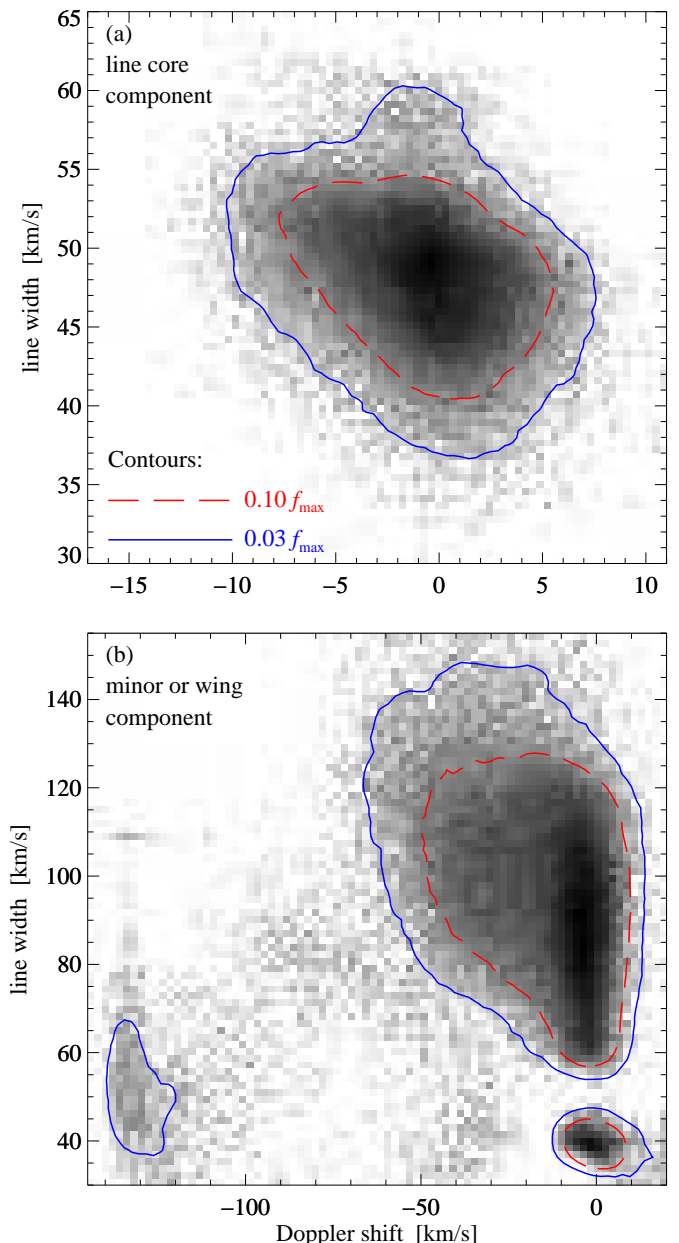 (a)
line core
component
65
60
55
50
45
40
35
30
line width [km/s]
Contours:
0.10 fmax
0.03 fmax
−15 −10 −5 0 5 10
(b)
minor or wing
component
140
120
100
80
60
40
line width [km/s]
−100 −50 0
Doppler shift [km/s]